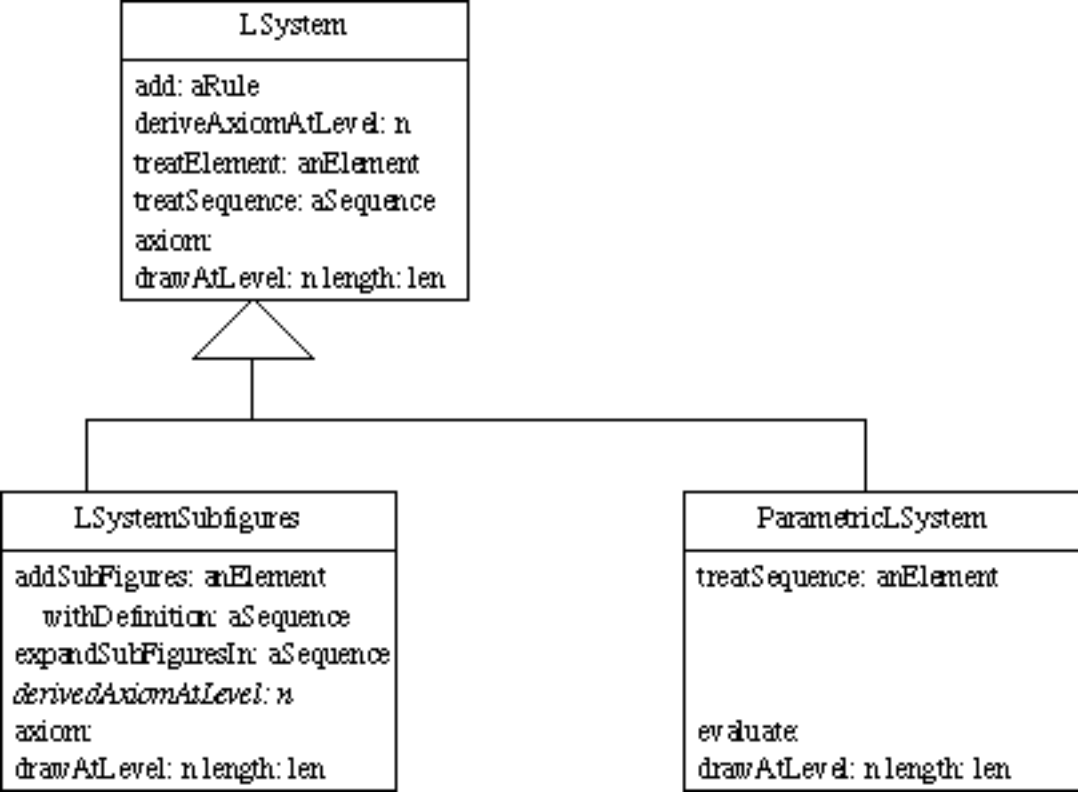 LSystem
add: aRule
deriveAxiomAtLevel: n
treatElement: anElement
treatSequence: aSequence
axiom:
drawAtLevel: n length: len
LSystemSubfigures
addSubFigures: anElement
withDefinition: aSequence
expandSubFiguresIn: aSequence
derivedAxiomAtLevel: n
axiom:
drawAtLevel: n length: len
ParametricLSystem
treatSequence: anElement
evaluate:
drawAtLevel: n length: len